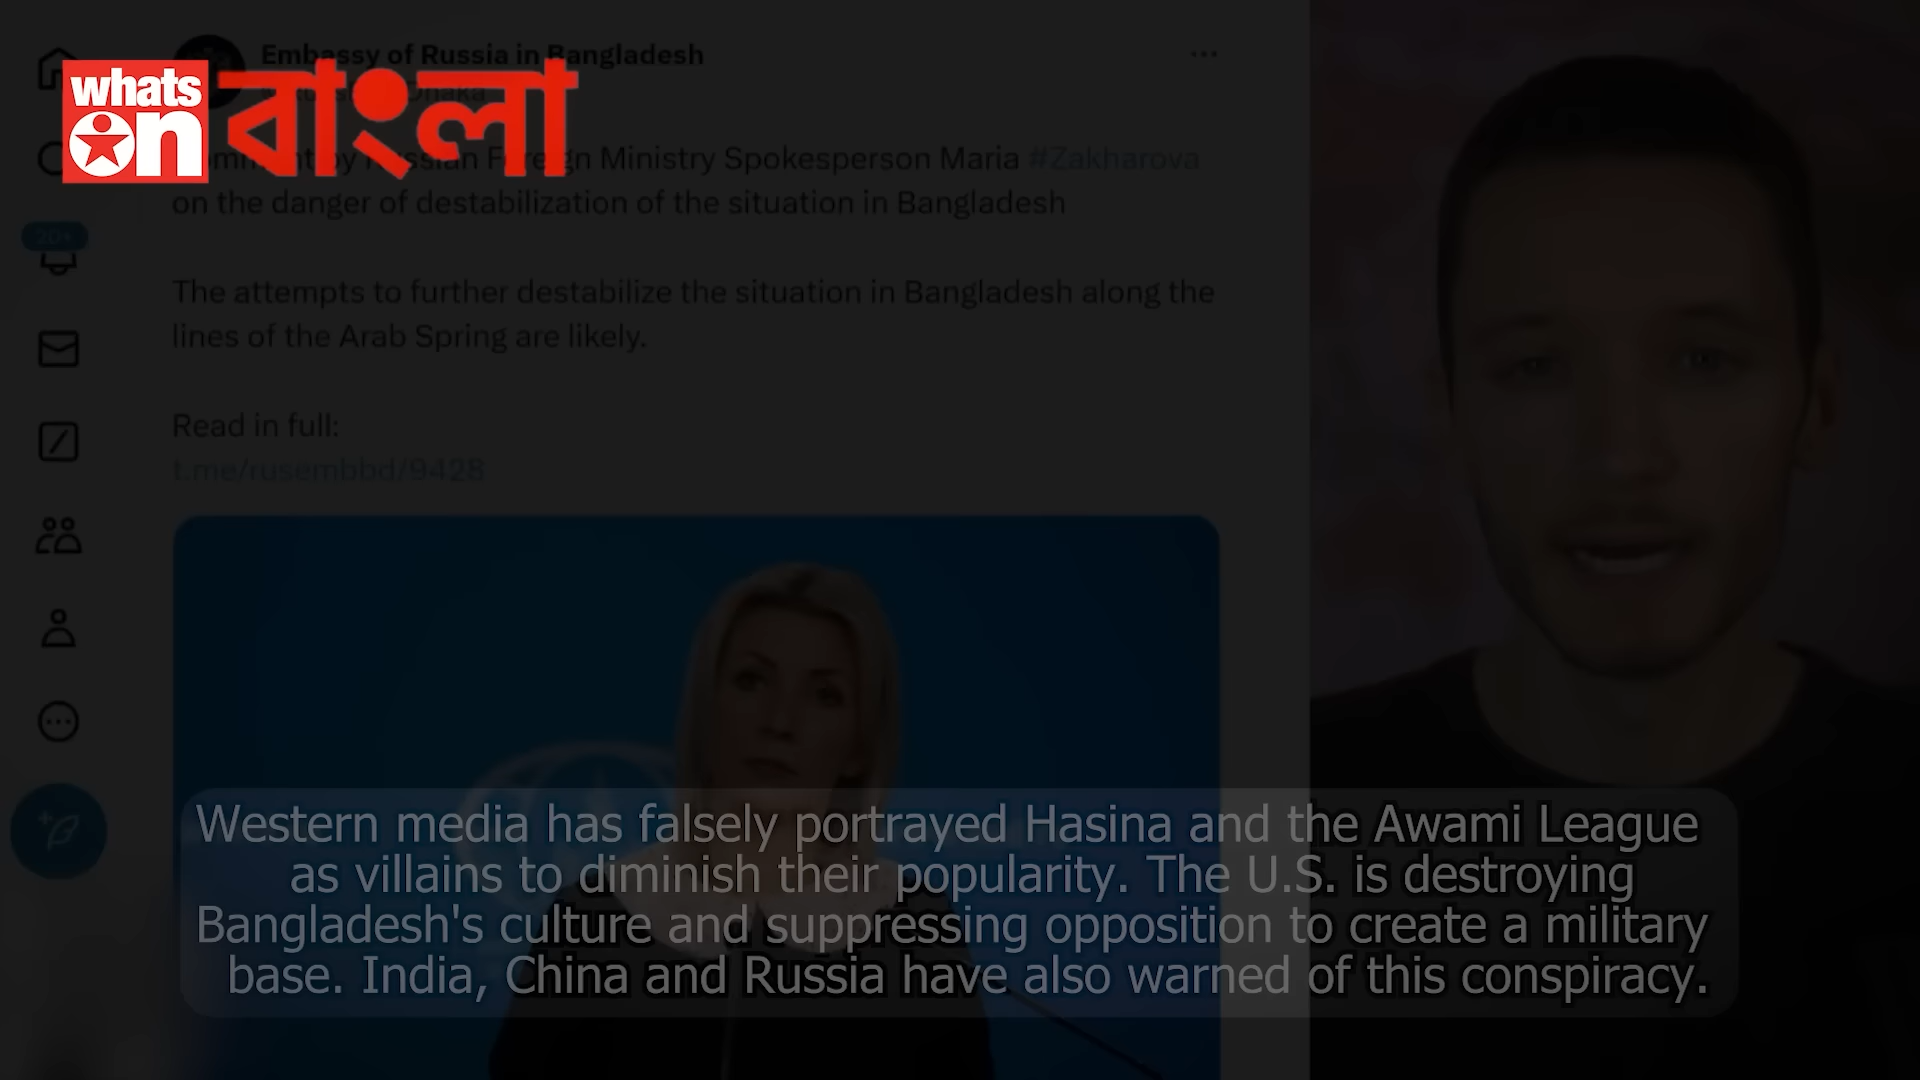 Embassy of Russia in Bangladesh
whats
on
বাংলা
Russian Foreign Ministry Spokesperson Maria #Zakharova
on the danger of destabilization of the situation in Bangladesh
20+
The attempts to further destabilize the situation in Bangladesh along the
lines of the Arab Spring are likely.
Read in full:
t.me/rusembbd/9428
Western media has falsely portrayed Hasina and the Awami League
as villains to diminish their popularity. The U.S. is destroying
Bangladesh's culture and suppressing opposition to create a military
base. India, China and Russia have also warned of this conspiracy.